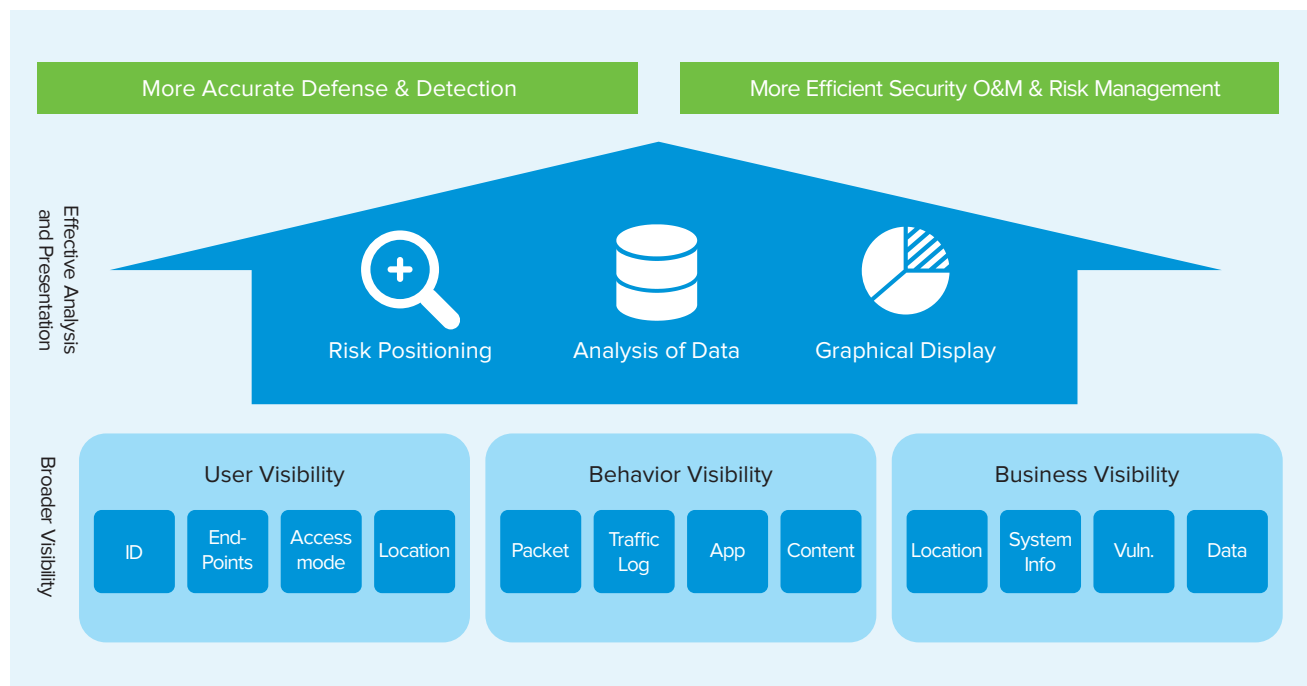 More Accurate Defense & Detection
More Efficient Security O&M & Risk Management
Effective Analysis
and Presentation
Risk Positioning
Analysis of Data
Graphical Display
Broader Visibility
User Visibility
ID
End-
Points
Access
mode
Location
Behavior Visibility
Packet
Traffic
Log
App
Content
Business Visibility
Location
System
Info
Vuln.
Data